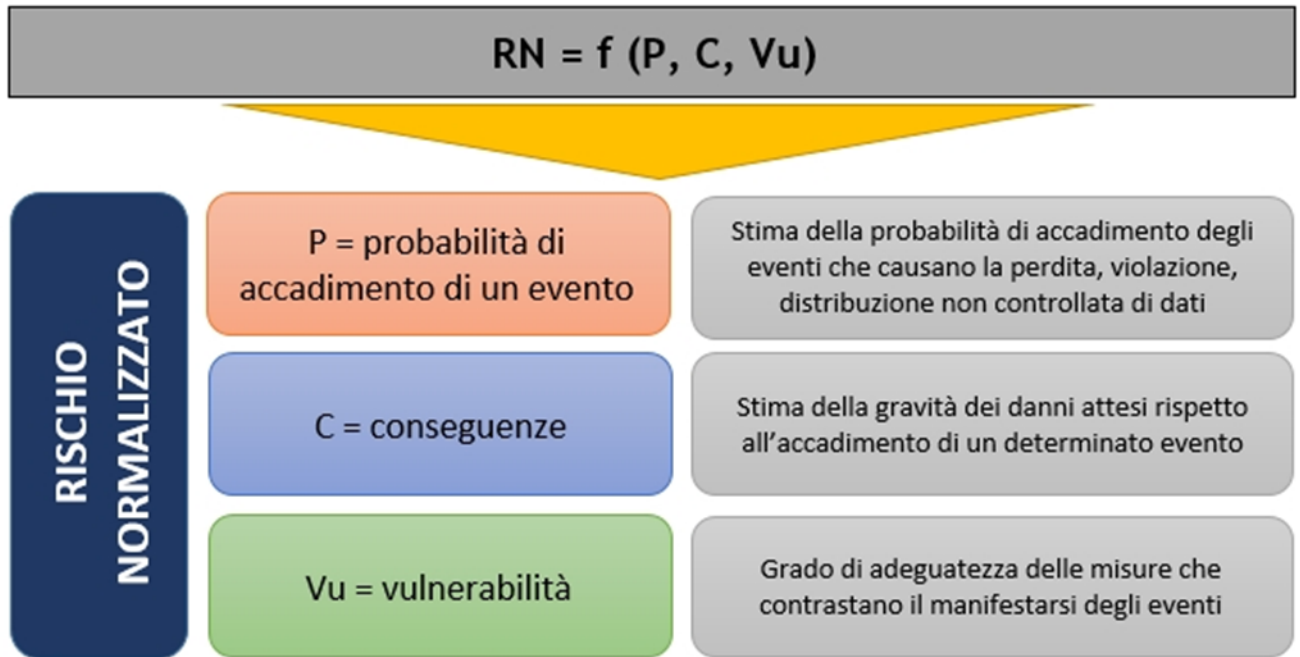 RN = f (P, C, Vu)
RISCHIO
NORMALIZZATO
P = probabilità di
accadimento di un evento
Stima della probabilità di accadimento degli
eventi che causano la perdita, violazione,
distribuzione non controllata di dati
C = conseguenze
Stima della gravità dei danni attesi rispetto
all’accadimento di un determinato evento
Vu = vulnerabilità
Grado di adeguatezza delle misure che
contrastano il manifestarsi degli eventi